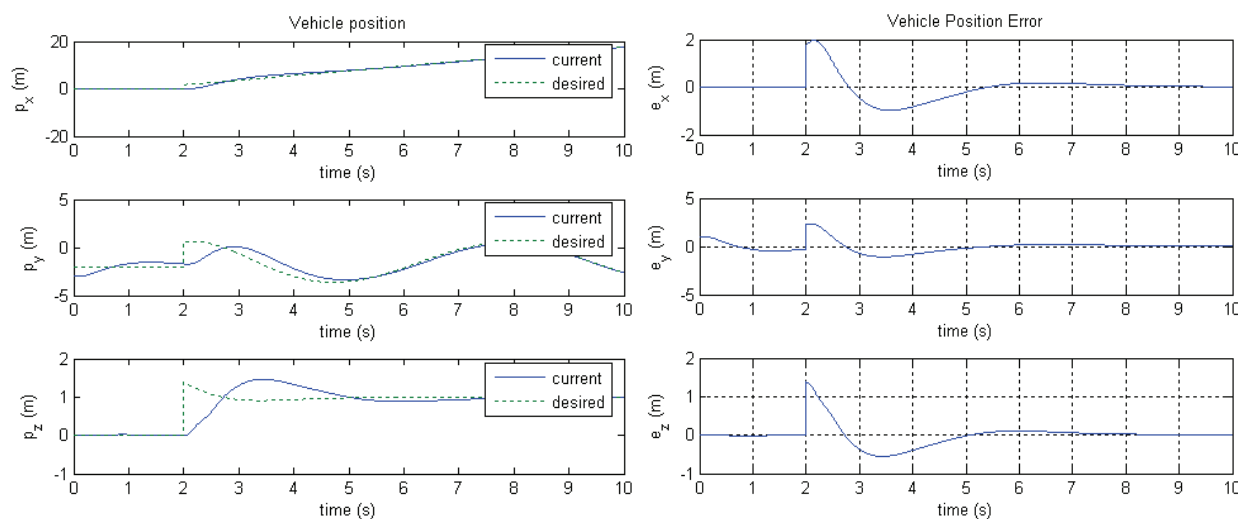 Vehicle position
20
0
-20
p_x (m)
current
desired
0 1 2 3 4 5 6 7 8 9 10
time (s)
5
0
-5
p_y (m)
current
desired
0 1 2 3 4 5 6 7 8 9 10
time (s)
2
1
0
-1
p_z (m)
current
desired
0 1 2 3 4 5 6 7 8 9 10
time (s)
Vehicle Position Error
2
0
-2
e_x (m)
0 1 2 3 4 5 6 7 8 9 10
time (s)
5
0
-5
e_y (m)
0 1 2 3 4 5 6 7 8 9 10
time (s)
2
1
0
-1
e_z (m)
0 1 2 3 4 5 6 7 8 9 10
time (s)